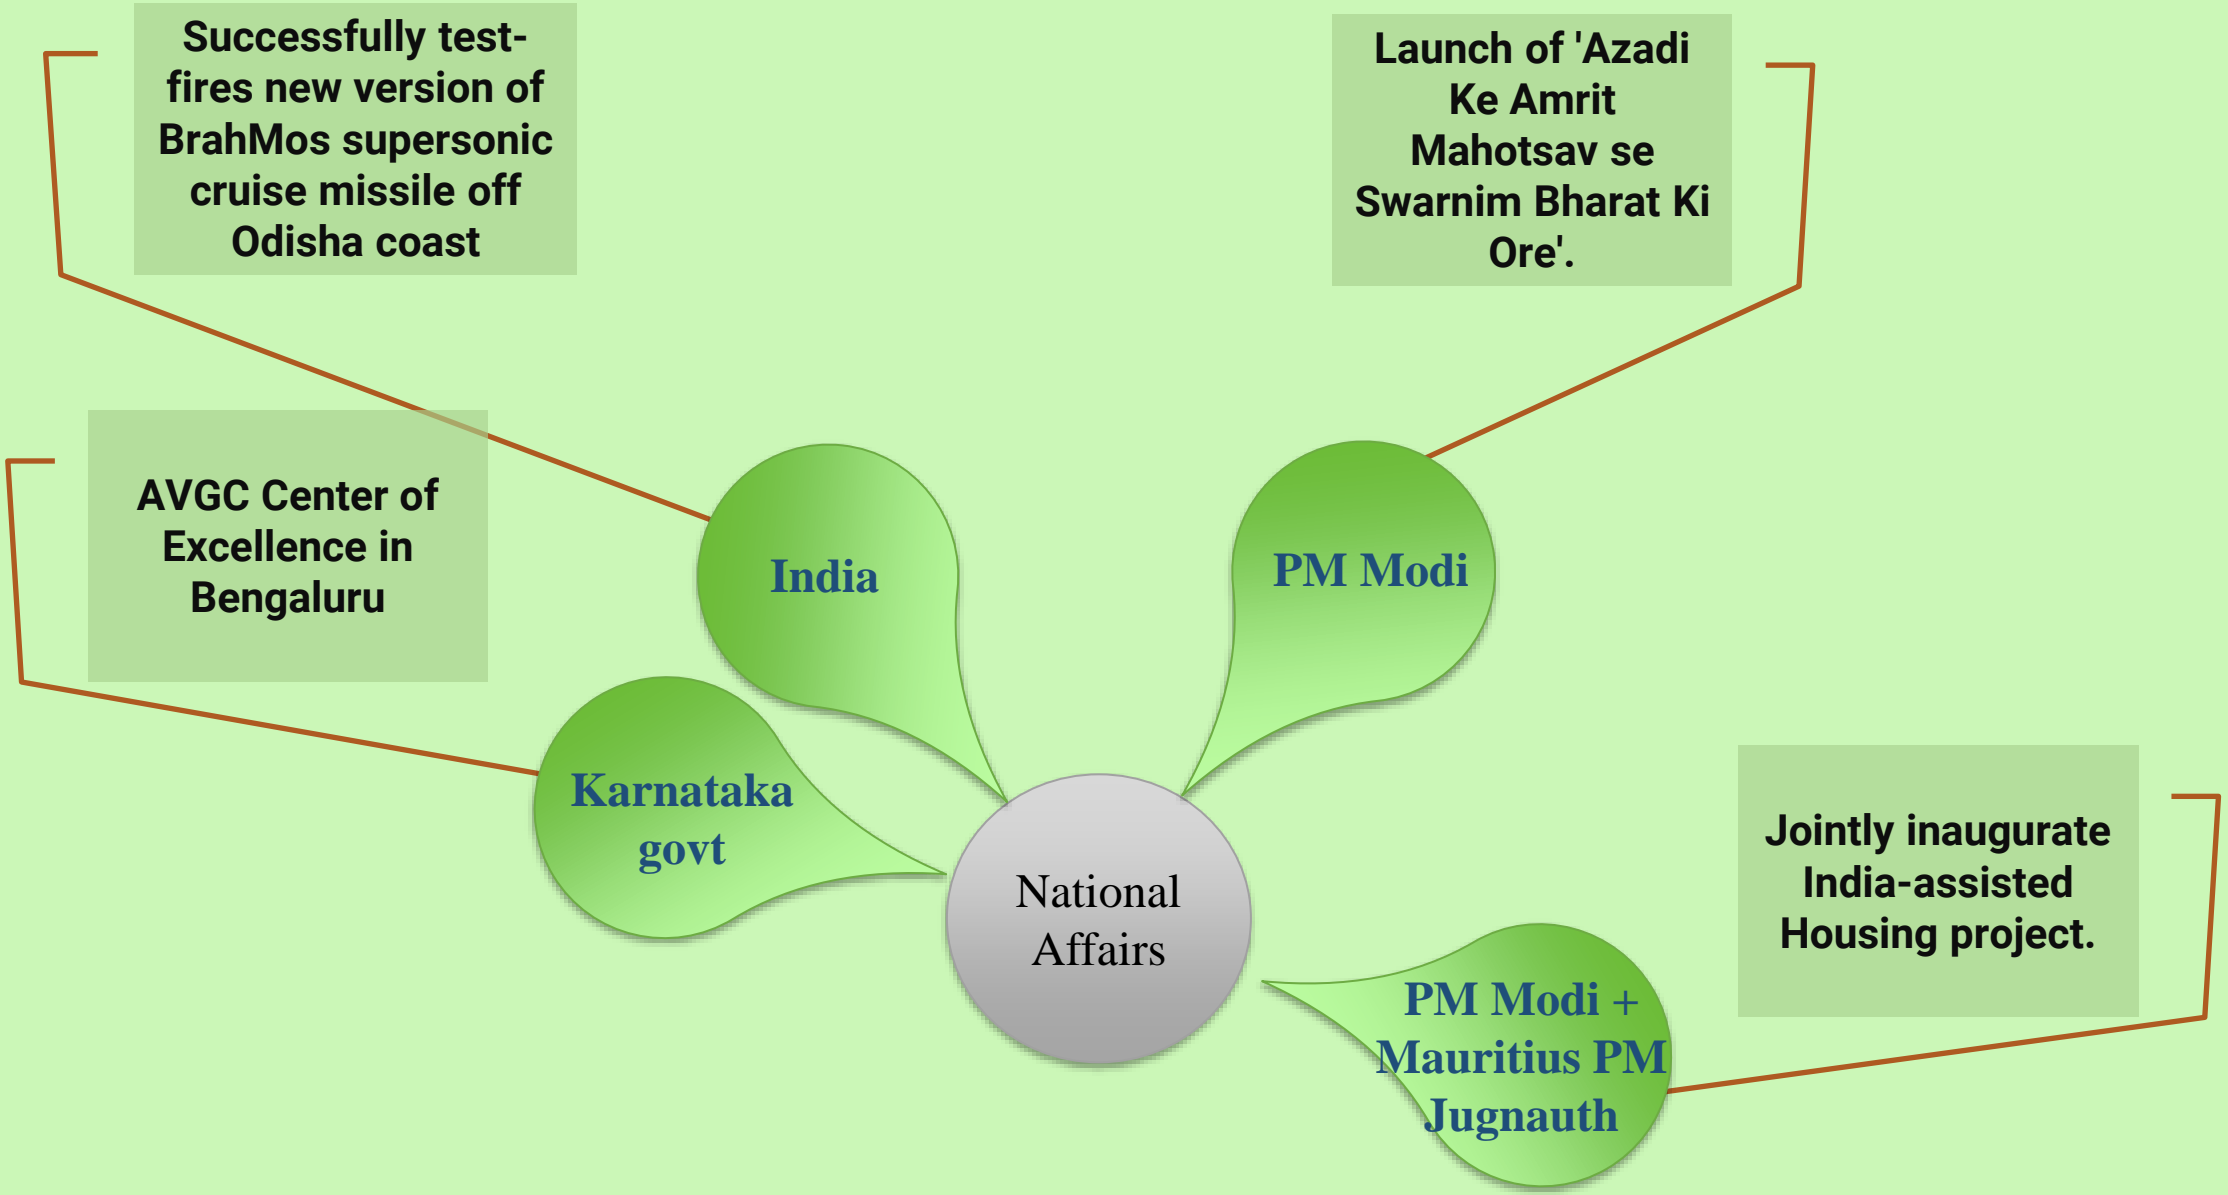 Successfully test-
fires new version of
BrahMos supersonic
cruise missile off
Odisha coast
Launch of 'Azadi
Ke Amrit
Mahotsav se
Swarnim Bharat Ki
Ore'.
AVGC Center of
Excellence in
Bengaluru
India
PM Modi
Karnataka
govt
National
Affairs
Jointly inaugurate
India-assisted
Housing project.
PM Modi +
Mauritius PM
Jugnauth